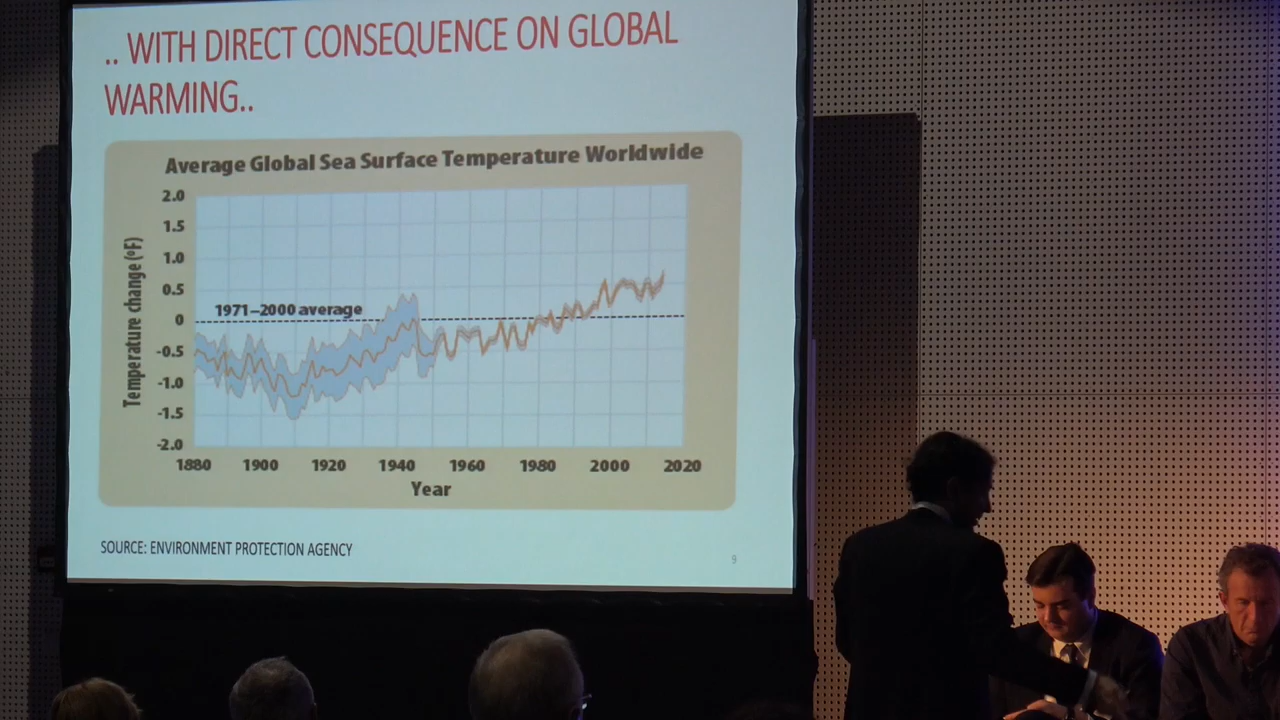 .. WITH DIRECT CONSEQUENCE ON GLOBAL
WARMING..
Average Global Sea Surface Temperature Worldwide
2.0
1.5
1.0
0.5
0
-0.5
-1.0
-1.5
-2.0
Temperature change (°F)
1971–2000 average
1880 1900 1920 1940 1960 1980 2000 2020
Year
SOURCE: ENVIRONMENT PROTECTION AGENCY
9